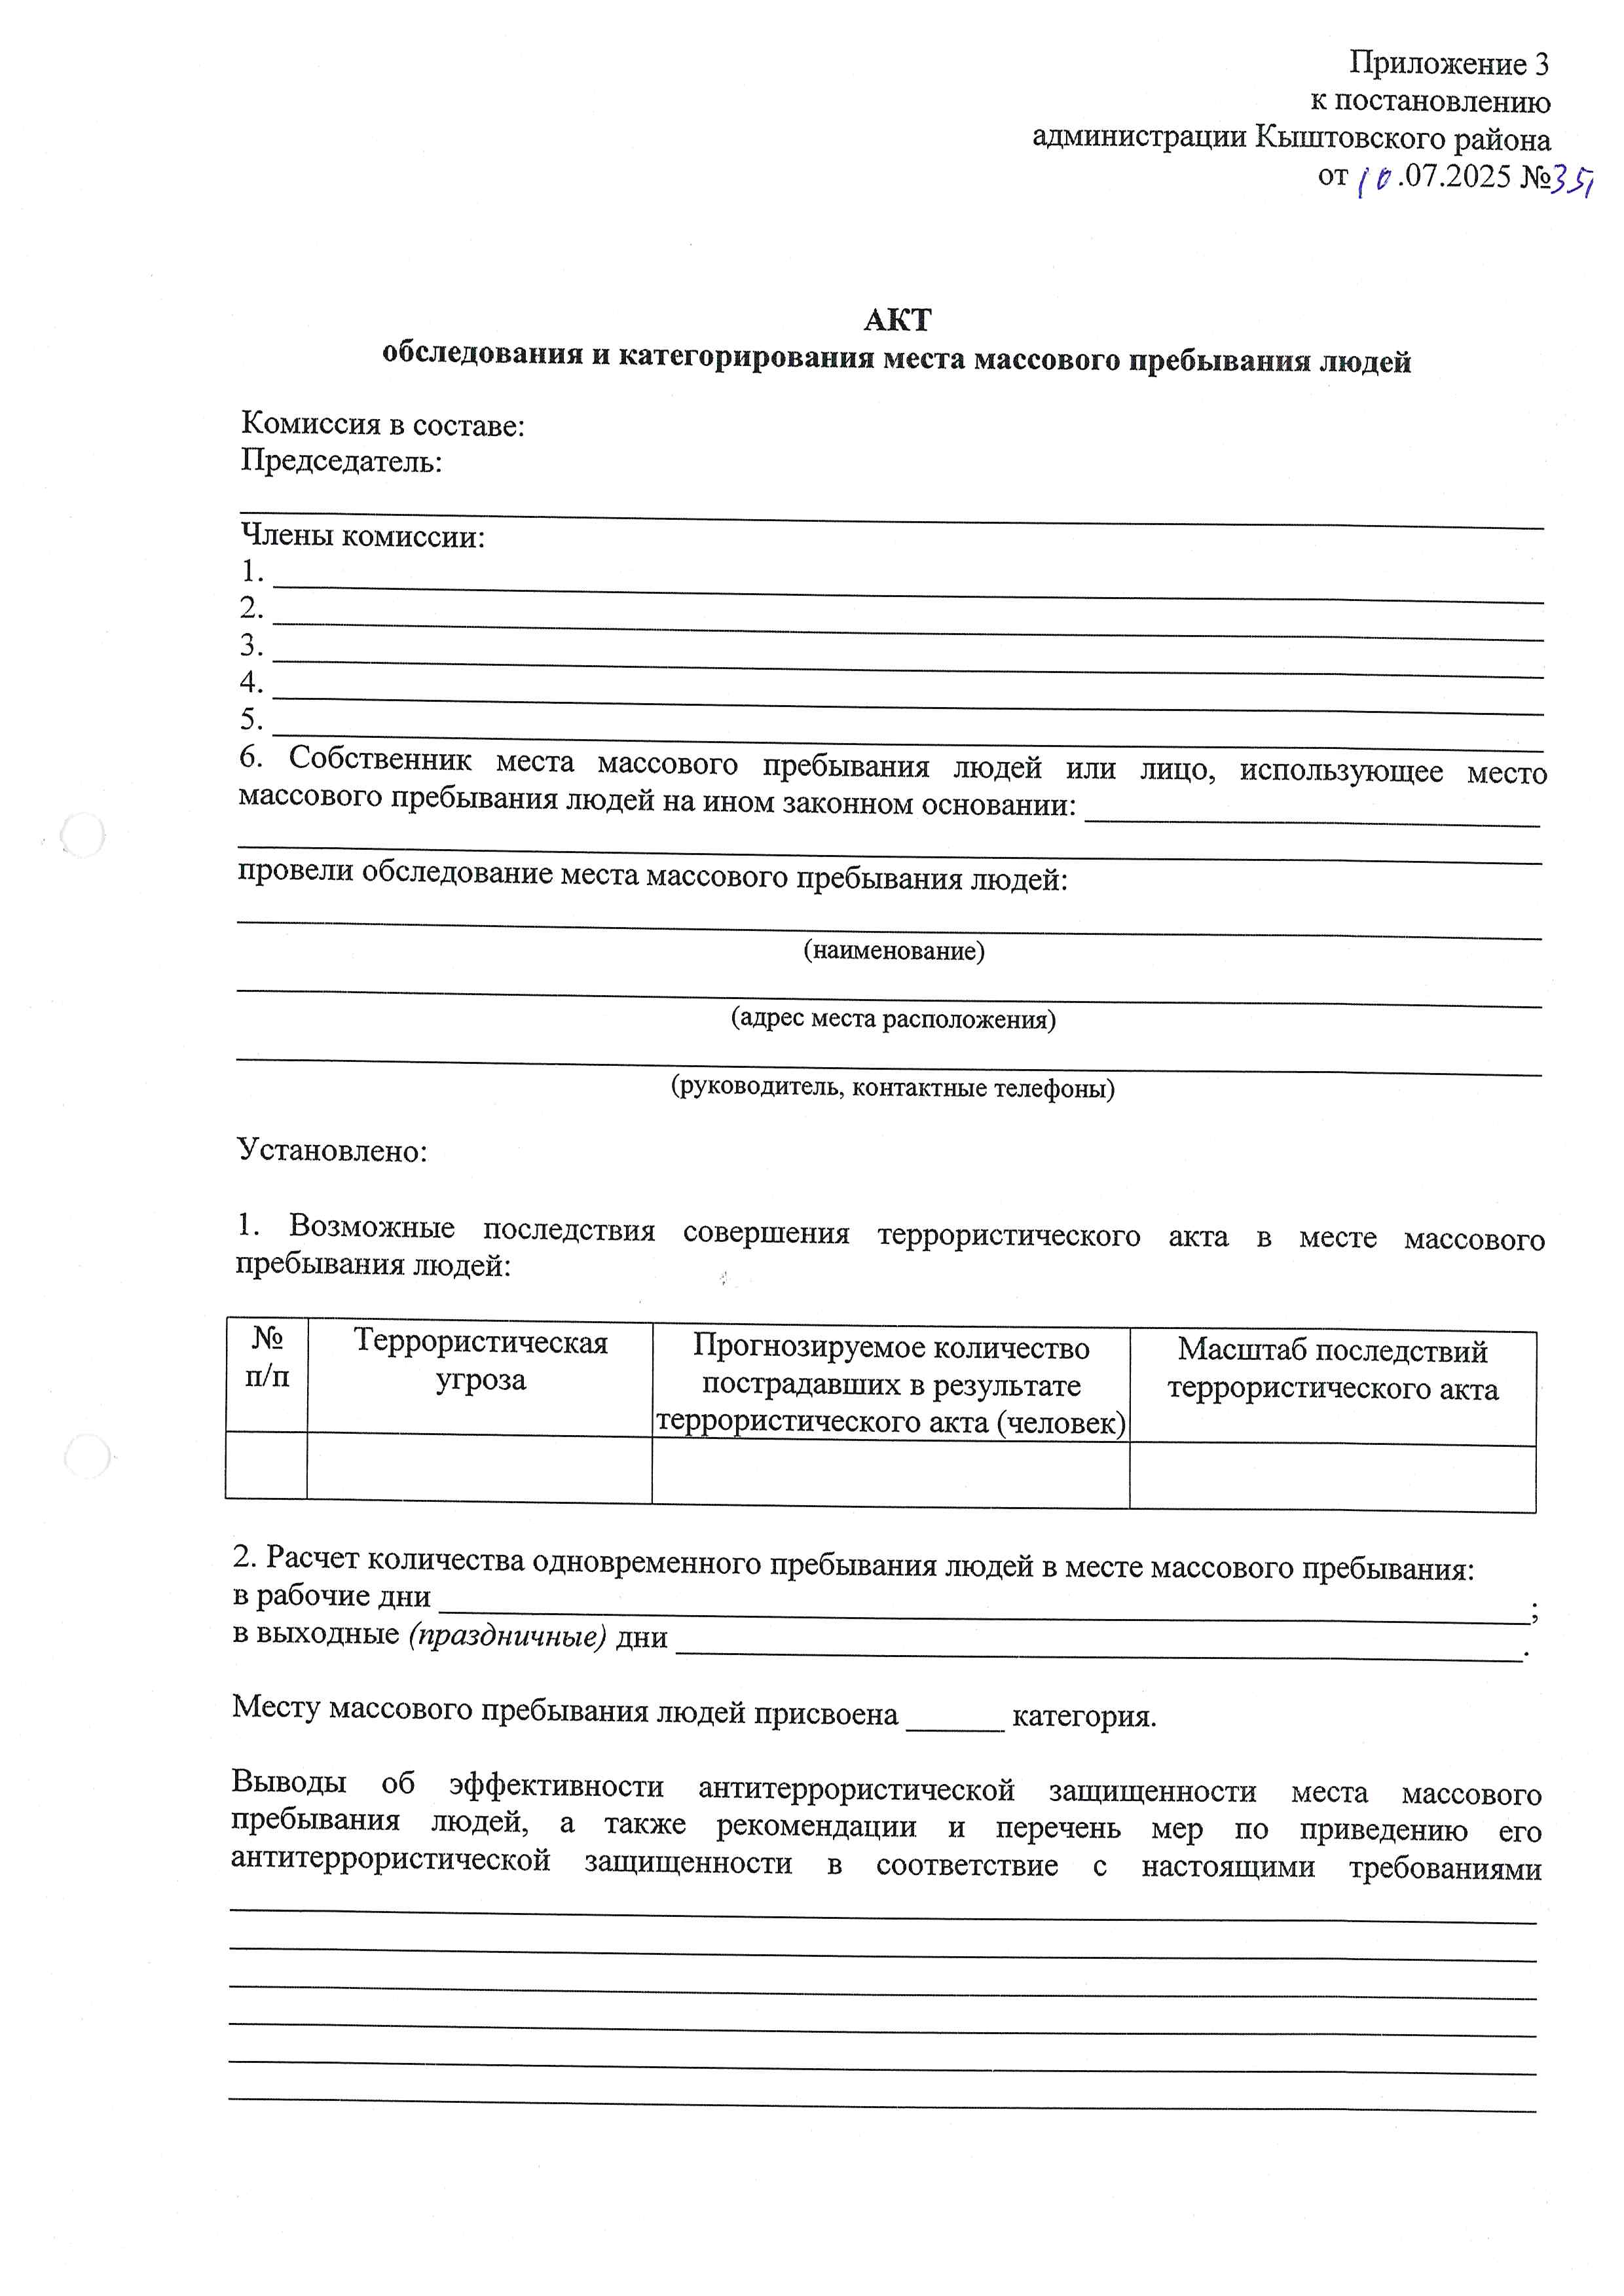 Приложение 3
к постановлению
администрации Кыштовского района
от 10.07.2025 №351
АКТ
обследования и категорирования места массового пребывания людей
Комиссия в составе:
Председатель:
Члены комиссии:
1.
2.
3.
4.
5.
6. Собственник места массового пребывания людей или лицо, использующее место
массового пребывания людей на ином законном основании:
провели обследование места массового пребывания людей:
(наименование)
(адрес места расположения)
(руководитель, контактные телефоны)
Установлено:
1. Возможные последствия совершения террористического акта в месте массового
пребывания людей:
№
п/п
Террористическая
угроза
Прогнозируемое количество
пострадавших в результате
террористического акта (человек)
Масштаб последствий
террористического акта
2. Расчет количества одновременного пребывания людей в месте массового пребывания:
в рабочие дни ;
в выходные (праздничные) дни .
Месту массового пребывания людей присвоена ______ категория.
Выводы об эффективности антитеррористической защищенности места массового
пребывания людей, а также рекомендации и перечень мер по приведению его
антитеррористической защищенности в соответствие с настоящими требованиями